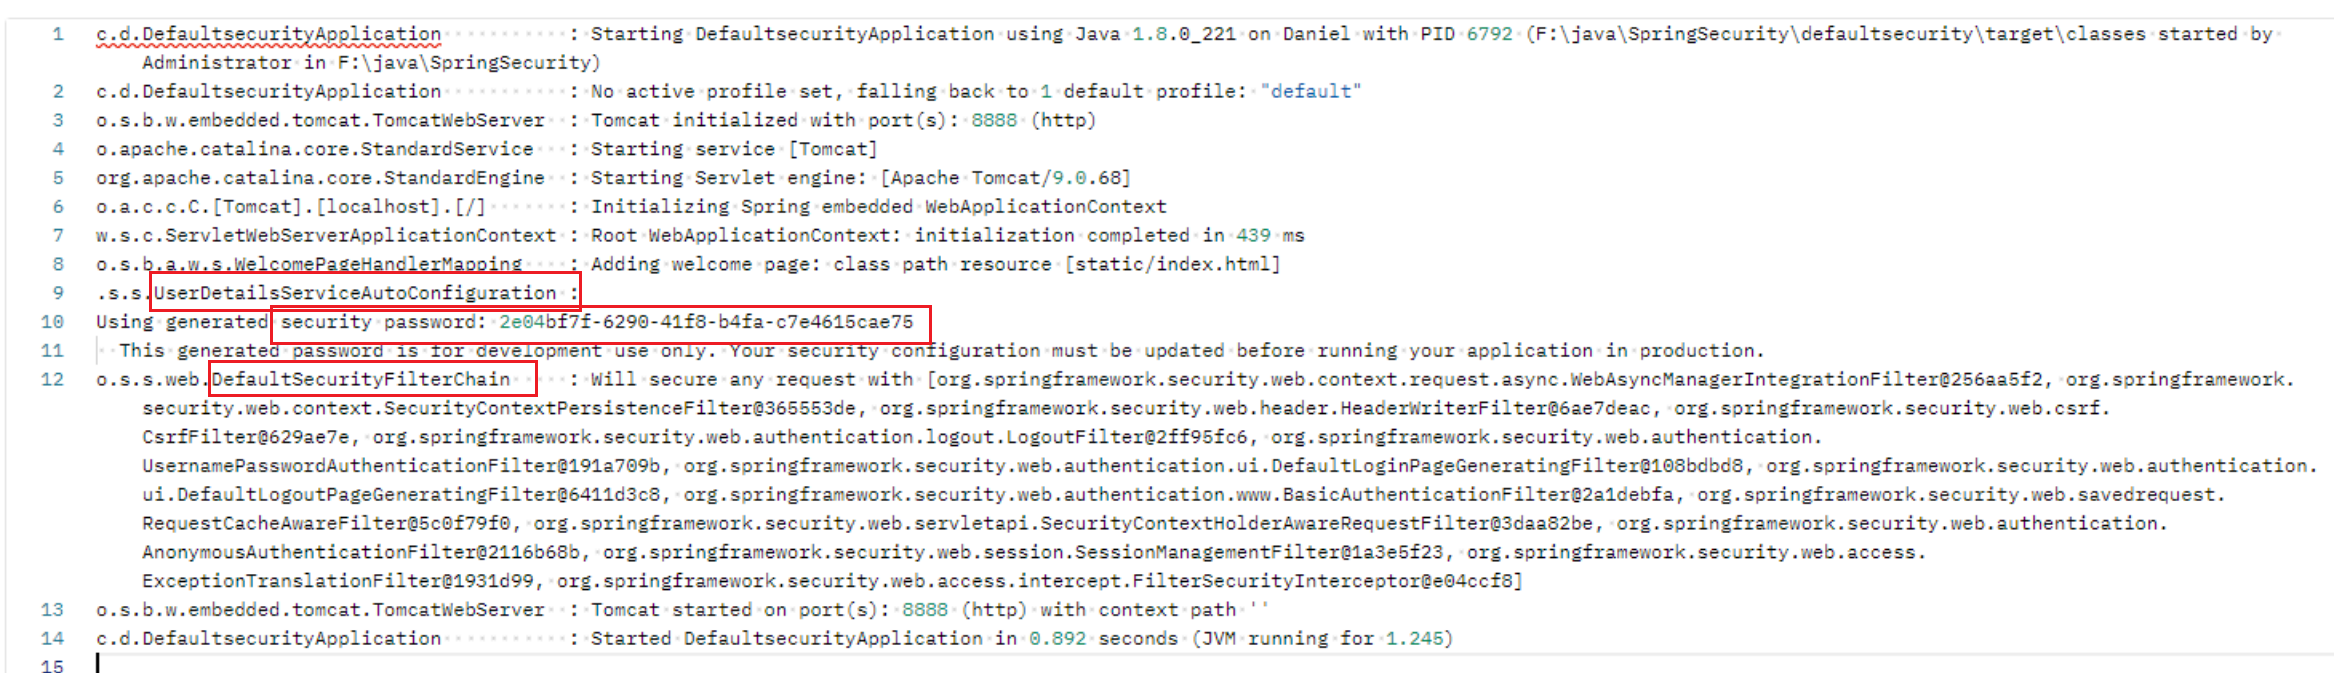 1 c.d.DefaultsecurityApplication : Starting DefaultsecurityApplication using Java 1.8.0_221 on Daniel with PID 6792 (F:\java\SpringSecurity\defaultsecurity\target\classes started by
Administrator in F:\java\SpringSecurity)
2 c.d.DefaultsecurityApplication : No active profile set, falling back to 1 default profile: "default"
3 o.s.b.w.embedded.tomcat.TomcatWebServer : Tomcat initialized with port(s): 8888 (http)
4 o.apache.catalina.core.StandardService : Starting service [Tomcat]
5 org.apache.catalina.core.StandardEngine : Starting Servlet engine: [Apache Tomcat/9.0.68]
6 o.a.c.c.C.[Tomcat].[localhost].[/] : Initializing Spring embedded WebApplicationContext
7 w.s.c.ServletWebServerApplicationContext : Root WebApplicationContext: initialization completed in 439 ms
8 o.s.b.a.w.s.WelcomePageHandlerMapping : Adding welcome page: class path resource [static/index.html]
9 .s.s.UserDetailsServiceAutoConfiguration :
10 Using generated security password: 2e04bf7f-6290-41f8-b4fa-c7e4615cae75
11 This generated password is for development use only. Your security configuration must be updated before running your application in production.
12 o.s.s.web.DefaultSecurityFilterChain : Will secure any request with [org.springframework.security.web.context.request.async.WebAsyncManagerIntegrationFilter@256aa5f2, org.springframework.
security.web.context.SecurityContextPersistenceFilter@365553de, org.springframework.security.web.header.HeaderWriterFilter@6ae7deac, org.springframework.security.web.csrf.
CsrfFilter@629ae7e, org.springframework.security.web.authentication.logout.LogoutFilter@2ff95fc6, org.springframework.security.web.authentication.
UsernamePasswordAuthenticationFilter@191a709b, org.springframework.security.web.authentication.ui.DefaultLoginPageGeneratingFilter@108bdbd8, org.springframework.security.web.authentication.
ui.DefaultLogoutPageGeneratingFilter@6411d3c8, org.springframework.security.web.authentication.www.BasicAuthenticationFilter@2a1debfa, org.springframework.security.web.savedrequest.
RequestCacheAwareFilter@5c0f79f0, org.springframework.security.web.servletapi.SecurityContextHolderAwareRequestFilter@3daa82be, org.springframework.security.web.authentication.
AnonymousAuthenticationFilter@2116b68b, org.springframework.security.web.session.SessionManagementFilter@1a3e5f23, org.springframework.security.web.access.
ExceptionTranslationFilter@1931d99, org.springframework.security.web.access.intercept.FilterSecurityInterceptor@e04ccf8]
13 o.s.b.w.embedded.tomcat.TomcatWebServer : Tomcat started on port(s): 8888 (http) with context path ''
14 c.d.DefaultsecurityApplication : Started DefaultsecurityApplication in 0.892 seconds (JVM running for 1.245)
15